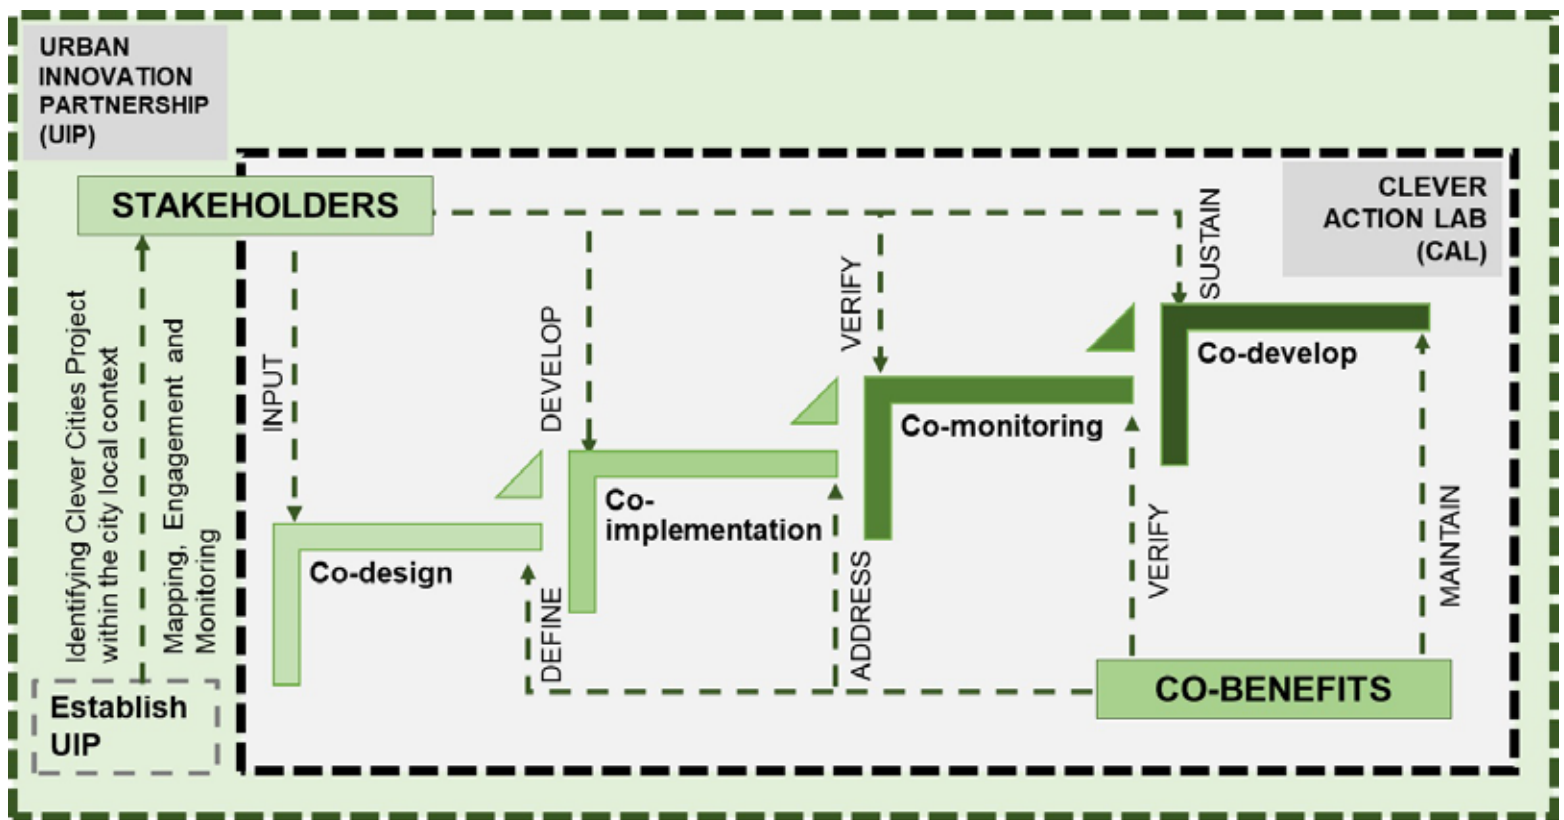 URBAN
INNOVATION
PARTNERSHIP
(UIP)
STAKEHOLDERS
CLEVER
ACTION LAB
(CAL)
Identifying Clever Cities Project
within the city local context
Mapping, Engagement and
Monitoring
Establish
UIP
INPUT
DEVELOP
VERIFY
SUSTAIN
Co-design
Co-
implementation
Co-monitoring
Co-develop
DEFINE
ADDRESS
VERIFY
MAINTAIN
CO-BENEFITS